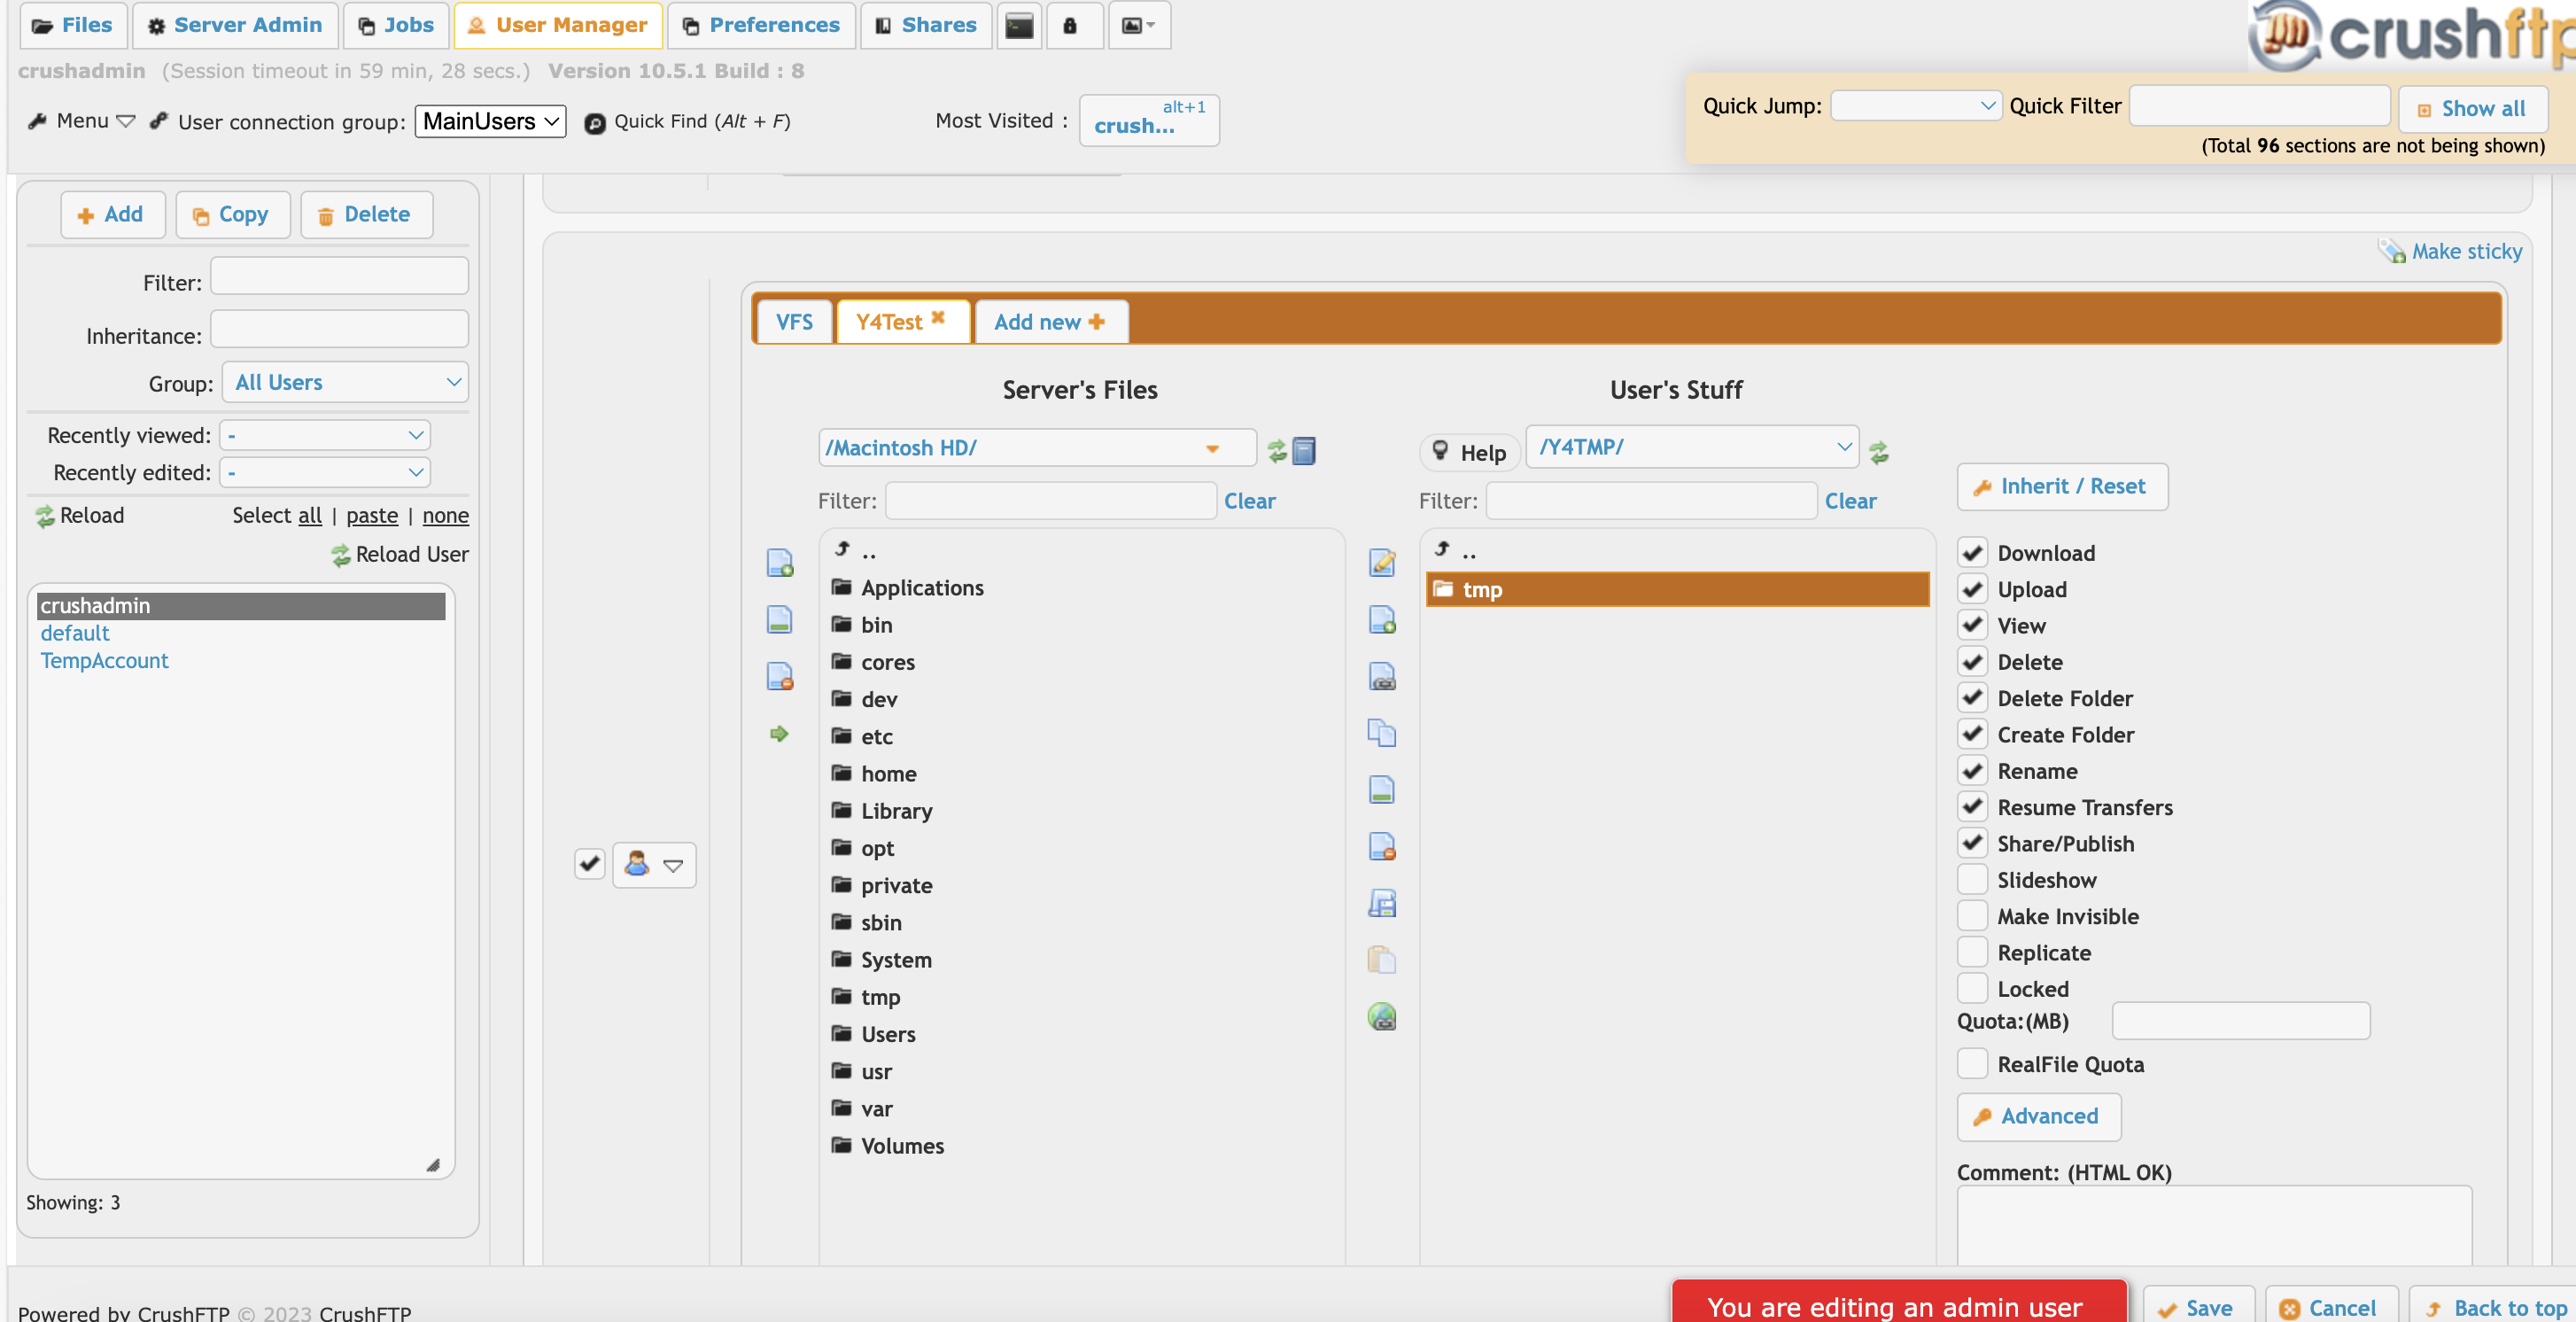 Files Server Admin Jobs User Manager Preferences Shares
crushftp
crushadmin (Session timeout in 59 min, 28 secs.) Version 10.5.1 Build : 8
Menu User connection group: MainUsers Quick Find (Alt + F) Most Visited : alt+1 crush...
Quick Jump: Quick Filter Show all
(Total 96 sections are not being shown)
Add Copy Delete
Filter:
Inheritance:
Group: All Users
Recently viewed: -
Recently edited: -
Reload Select all | paste | none
Reload User
crushadmin
default
TempAccount
Showing: 3
Make sticky
VFS Y4Test Add new
Server's Files
/Macintosh HD/
Filter: Clear
..
Applications
bin
cores
dev
etc
home
Library
opt
private
sbin
System
tmp
Users
usr
var
Volumes
User's Stuff
Help /Y4TMP/
Filter: Clear
..
tmp
Inherit / Reset
Download
Upload
View
Delete
Delete Folder
Create Folder
Rename
Resume Transfers
Share/Publish
Slideshow
Make Invisible
Replicate
Locked
Quota:(MB)
RealFile Quota
Advanced
Comment: (HTML OK)
Powered by CrushFTP © 2023 CrushFTP
You are editing an admin user
Save Cancel Back to top